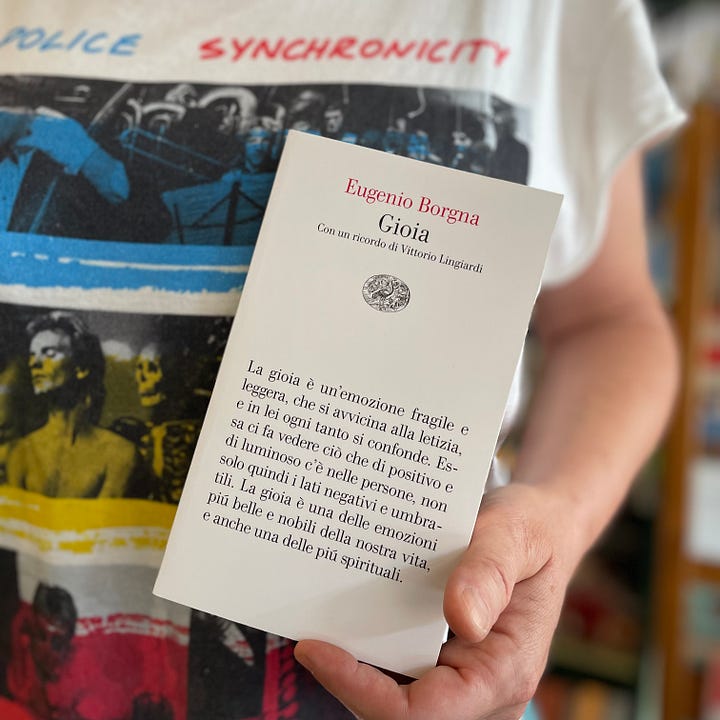 POLICE SYNCHRONICITY
Eugenio Borgna
Gioia
Con un ricordo di Vittorio Lingiardi
La gioia è un'emozione fragile e
leggera, che si avvicina alla letizia,
e in lei ogni tanto si confonde. Es-
sa ci fa vedere ciò che di positivo e
di luminoso c'è nelle persone, non
solo quindi i lati negativi e umbra-
tili. La gioia è una delle emozioni
piú belle e nobili della nostra vita,
e anche una delle piú spirituali.